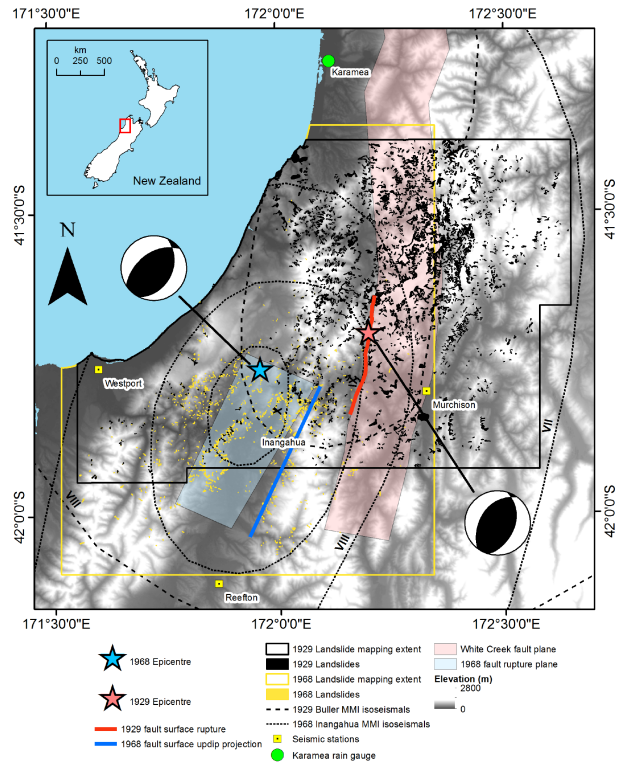 171°30'0"E 172°0'0"E 172°30'0"E
km
0 250 500
New Zealand
Karamea
41°30'0"S
41°30'0"S
N
Westport
Murchison
Inangahua
X
VII
VIII
VIII
42°0'0"S
42°0'0"S
Reefton
171°30'0"E 172°0'0"E 172°30'0"E
1968 Epicentre
1929 Epicentre
1929 fault surface rupture
1968 fault surface updip projection
1929 Landslide mapping extent
1929 Landslides
1968 Landslide mapping extent
1968 Landslides
1929 Buller MMI isoseismals
1968 Inangahua MMI isoseismals
Seismic stations
Karamea rain gauge
White Creek fault plane
1968 fault rupture plane
Elevation (m)
2800
0